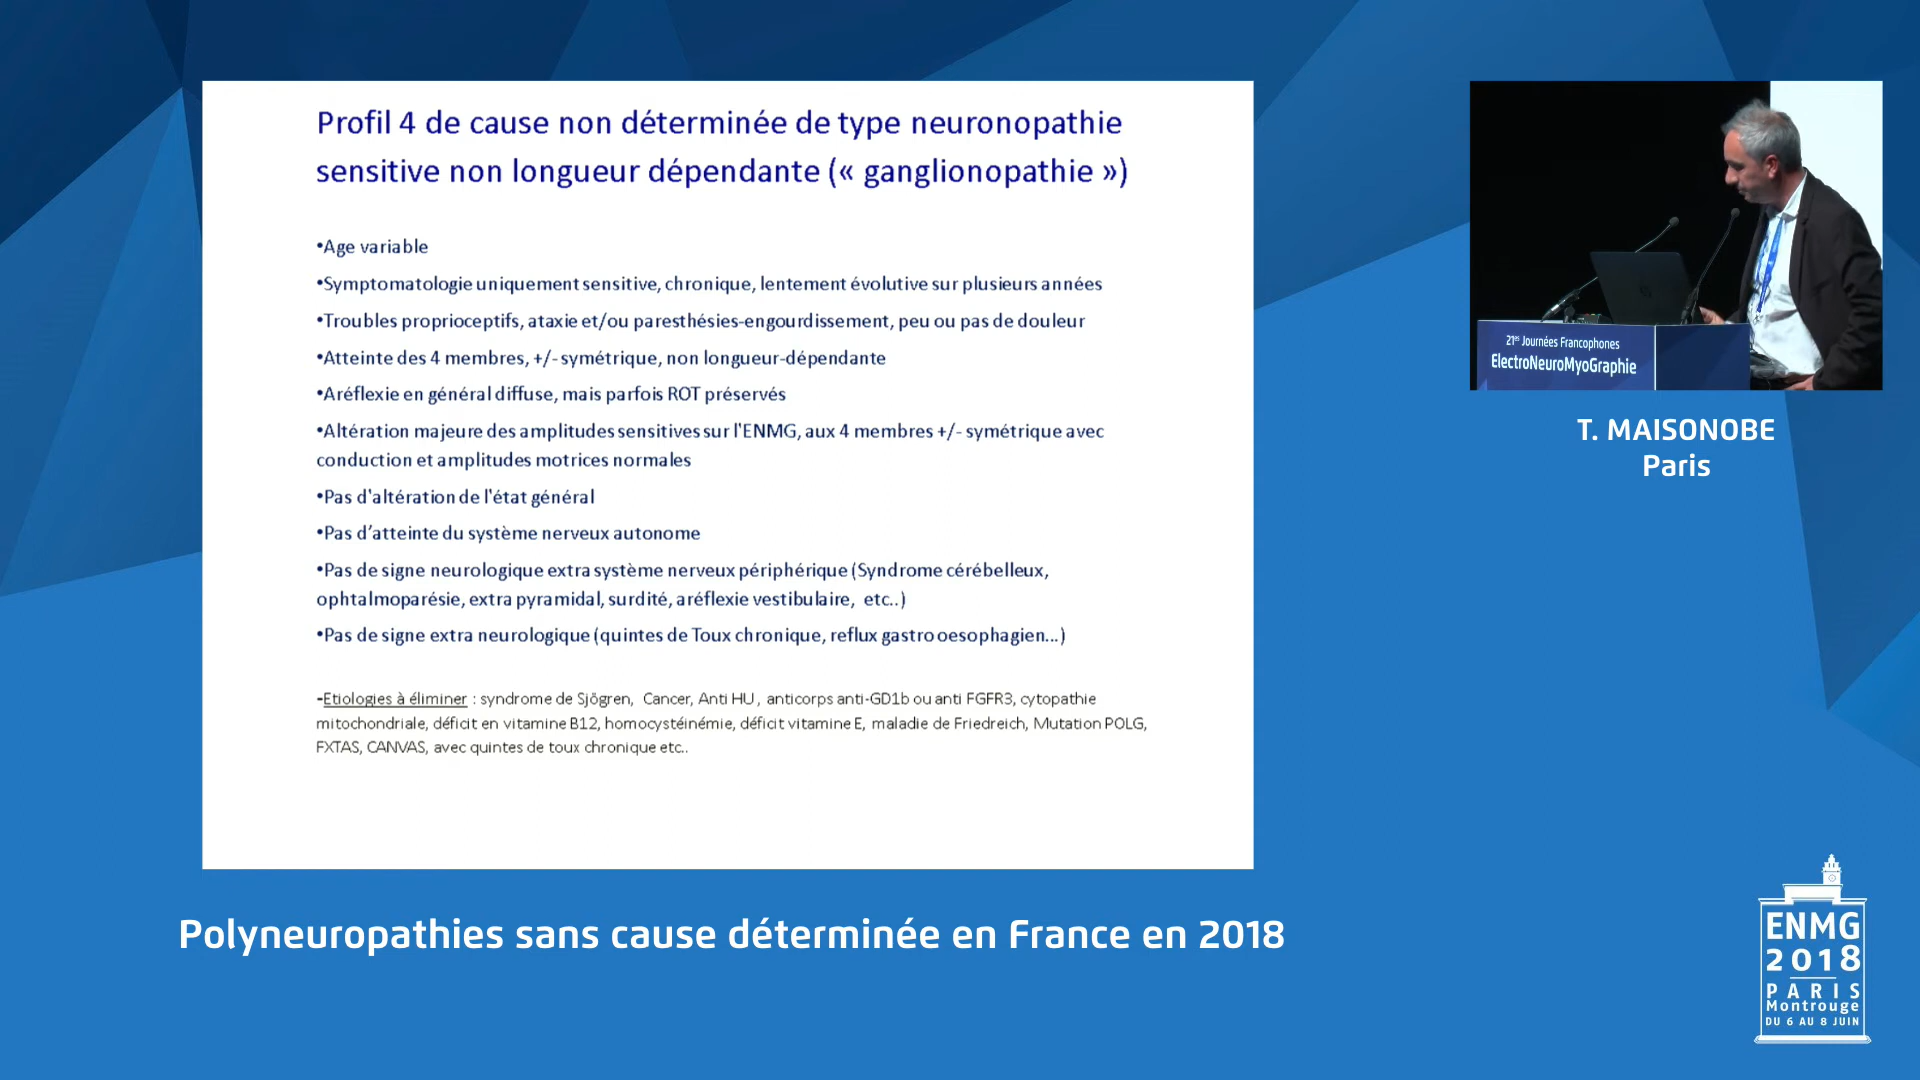 Profil 4 de cause non déterminée de type neuronopathie
sensitive non longueur dépendante (« ganglionopathie »)
•Age variable
•Symptomatologie uniquement sensitive, chronique, lentement évolutive sur plusieurs années
•Troubles proprioceptifs, ataxie et/ou paresthésies-engourdissement, peu ou pas de douleur
•Atteinte des 4 membres, +/- symétrique, non longueur-dépendante
•Aréflexie en général diffuse, mais parfois ROT préservés
•Altération majeure des amplitudes sensitives sur l'ENMG, aux 4 membres +/- symétrique avec
conduction et amplitudes motrices normales
•Pas d'altération de l'état général
•Pas d’atteinte du système nerveux autonome
•Pas de signe neurologique extra système nerveux périphérique (Syndrome cérébelleux,
ophtalmoparésie, extra pyramidal, surdité, aréflexie vestibulaire, etc..)
•Pas de signe extra neurologique (quintes de Toux chronique, reflux gastro oesophagien...)
-Etiologies à éliminer : syndrome de Sjögren, Cancer, Anti HU, anticorps anti-GD1b ou anti FGFR3, cytopathie
mitochondriale, déficit en vitamine B12, homocystéinémie, déficit vitamine E, maladie de Friedreich, Mutation POLG,
FXTAS, CANVAS, avec quintes de toux chronique etc..
21es Journées Francophones
ElectroNeuroMyoGraphie
T. MAISONOBE
Paris
Polyneuropathies sans cause déterminée en France en 2018
ENMG
2018
PARIS
Montrouge
DU 6 AU 8 JUIN